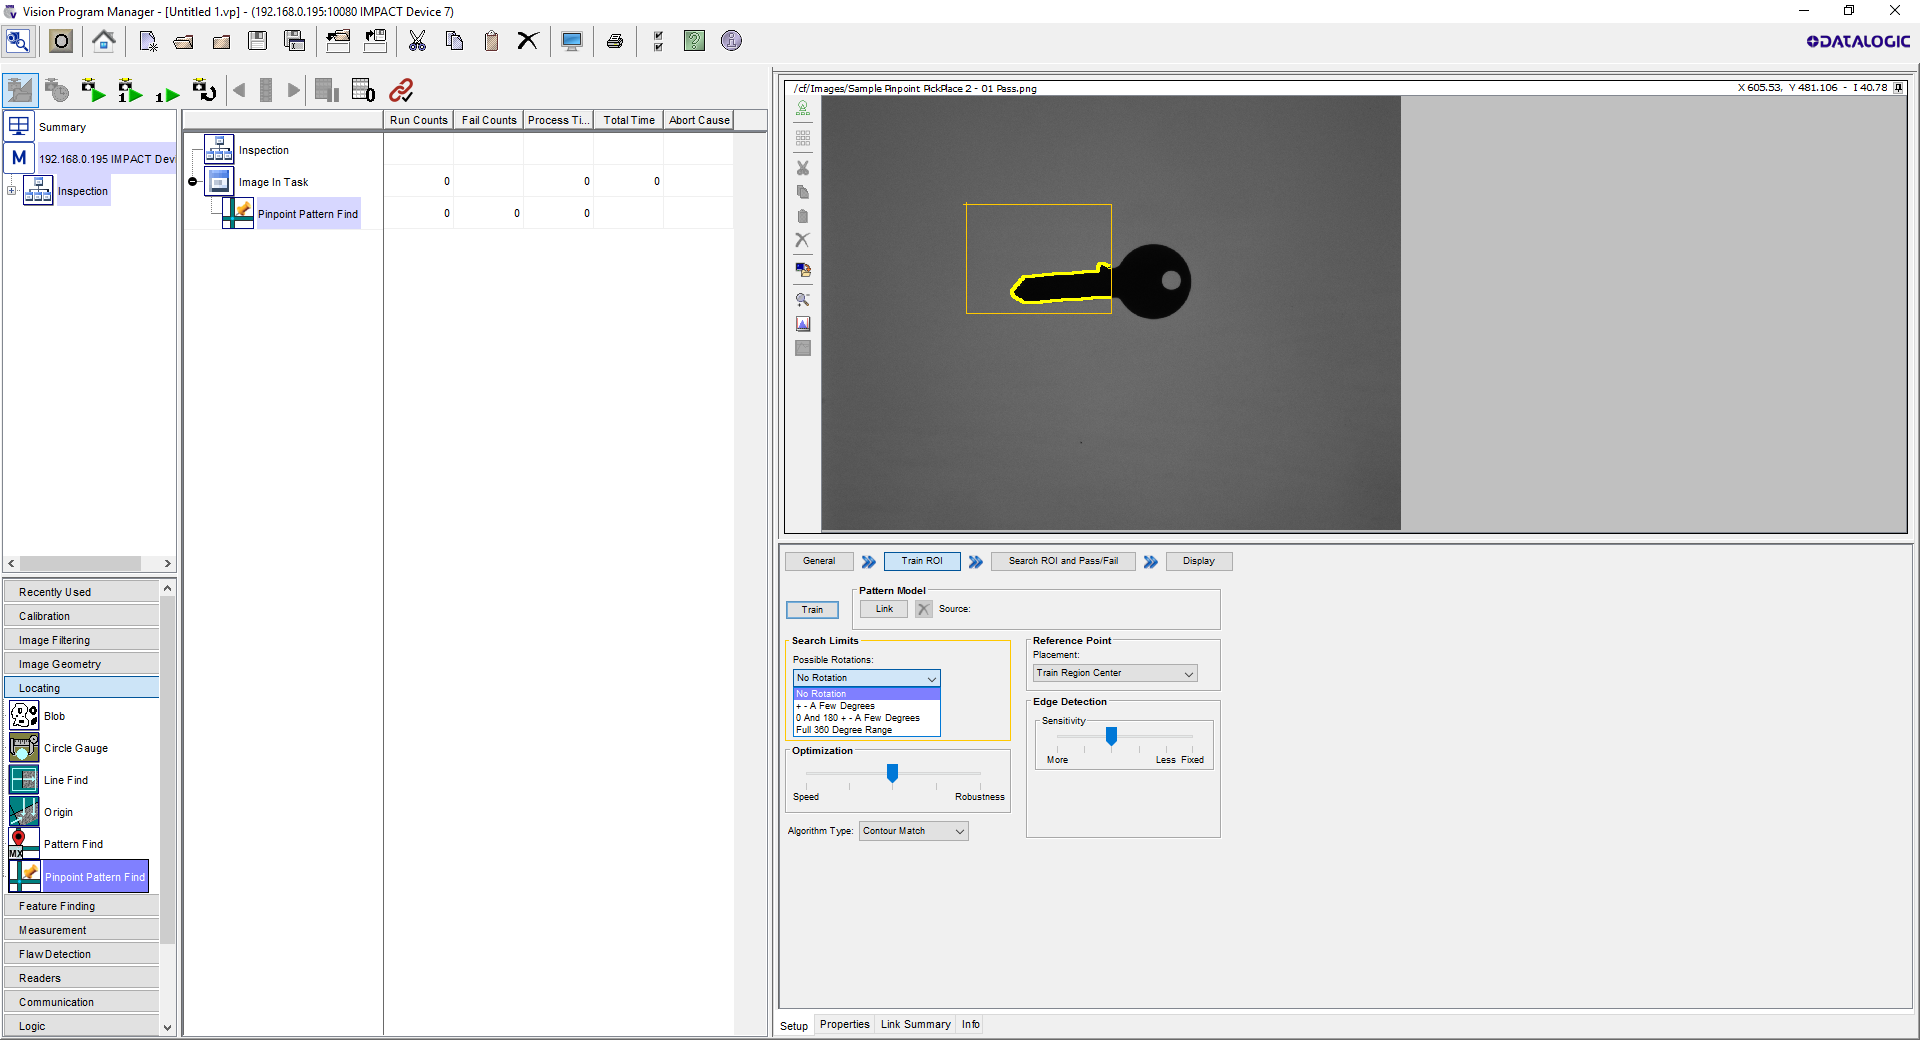 Vision Program Manager - [Untitled 1.vp] - (192.168.0.195:10080 IMPACT Device 7)
DATALOGIC
Summary
M 192.168.0.195 IMPACT Dev
Inspection
Run Counts Fail Counts Process Ti... Total Time Abort Cause
Inspection
Image In Task 0 0 0
Pinpoint Pattern Find 0 0 0
/cf/Images/Sample Pinpoint PickPlace 2 - 01 Pass.png X 605.53, Y 481.106 - I 40.78
Recently Used
Calibration
Image Filtering
Image Geometry
Locating
Blob
Circle Gauge
Line Find
Origin
Pattern Find
MX
Pinpoint Pattern Find
Feature Finding
Measurement
Flaw Detection
Readers
Communication
Logic
General Train ROI Search ROI and Pass/Fail Display
Train
Pattern Model
Link Source:
Search Limits
Possible Rotations:
No Rotation
No Rotation
+ - A Few Degrees
0 And 180 + - A Few Degrees
Full 360 Degree Range
Optimization
Speed Robustness
Algorithm Type: Contour Match
Reference Point
Placement:
Train Region Center
Edge Detection
Sensitivity
More Less Fixed
Setup Properties Link Summary Info